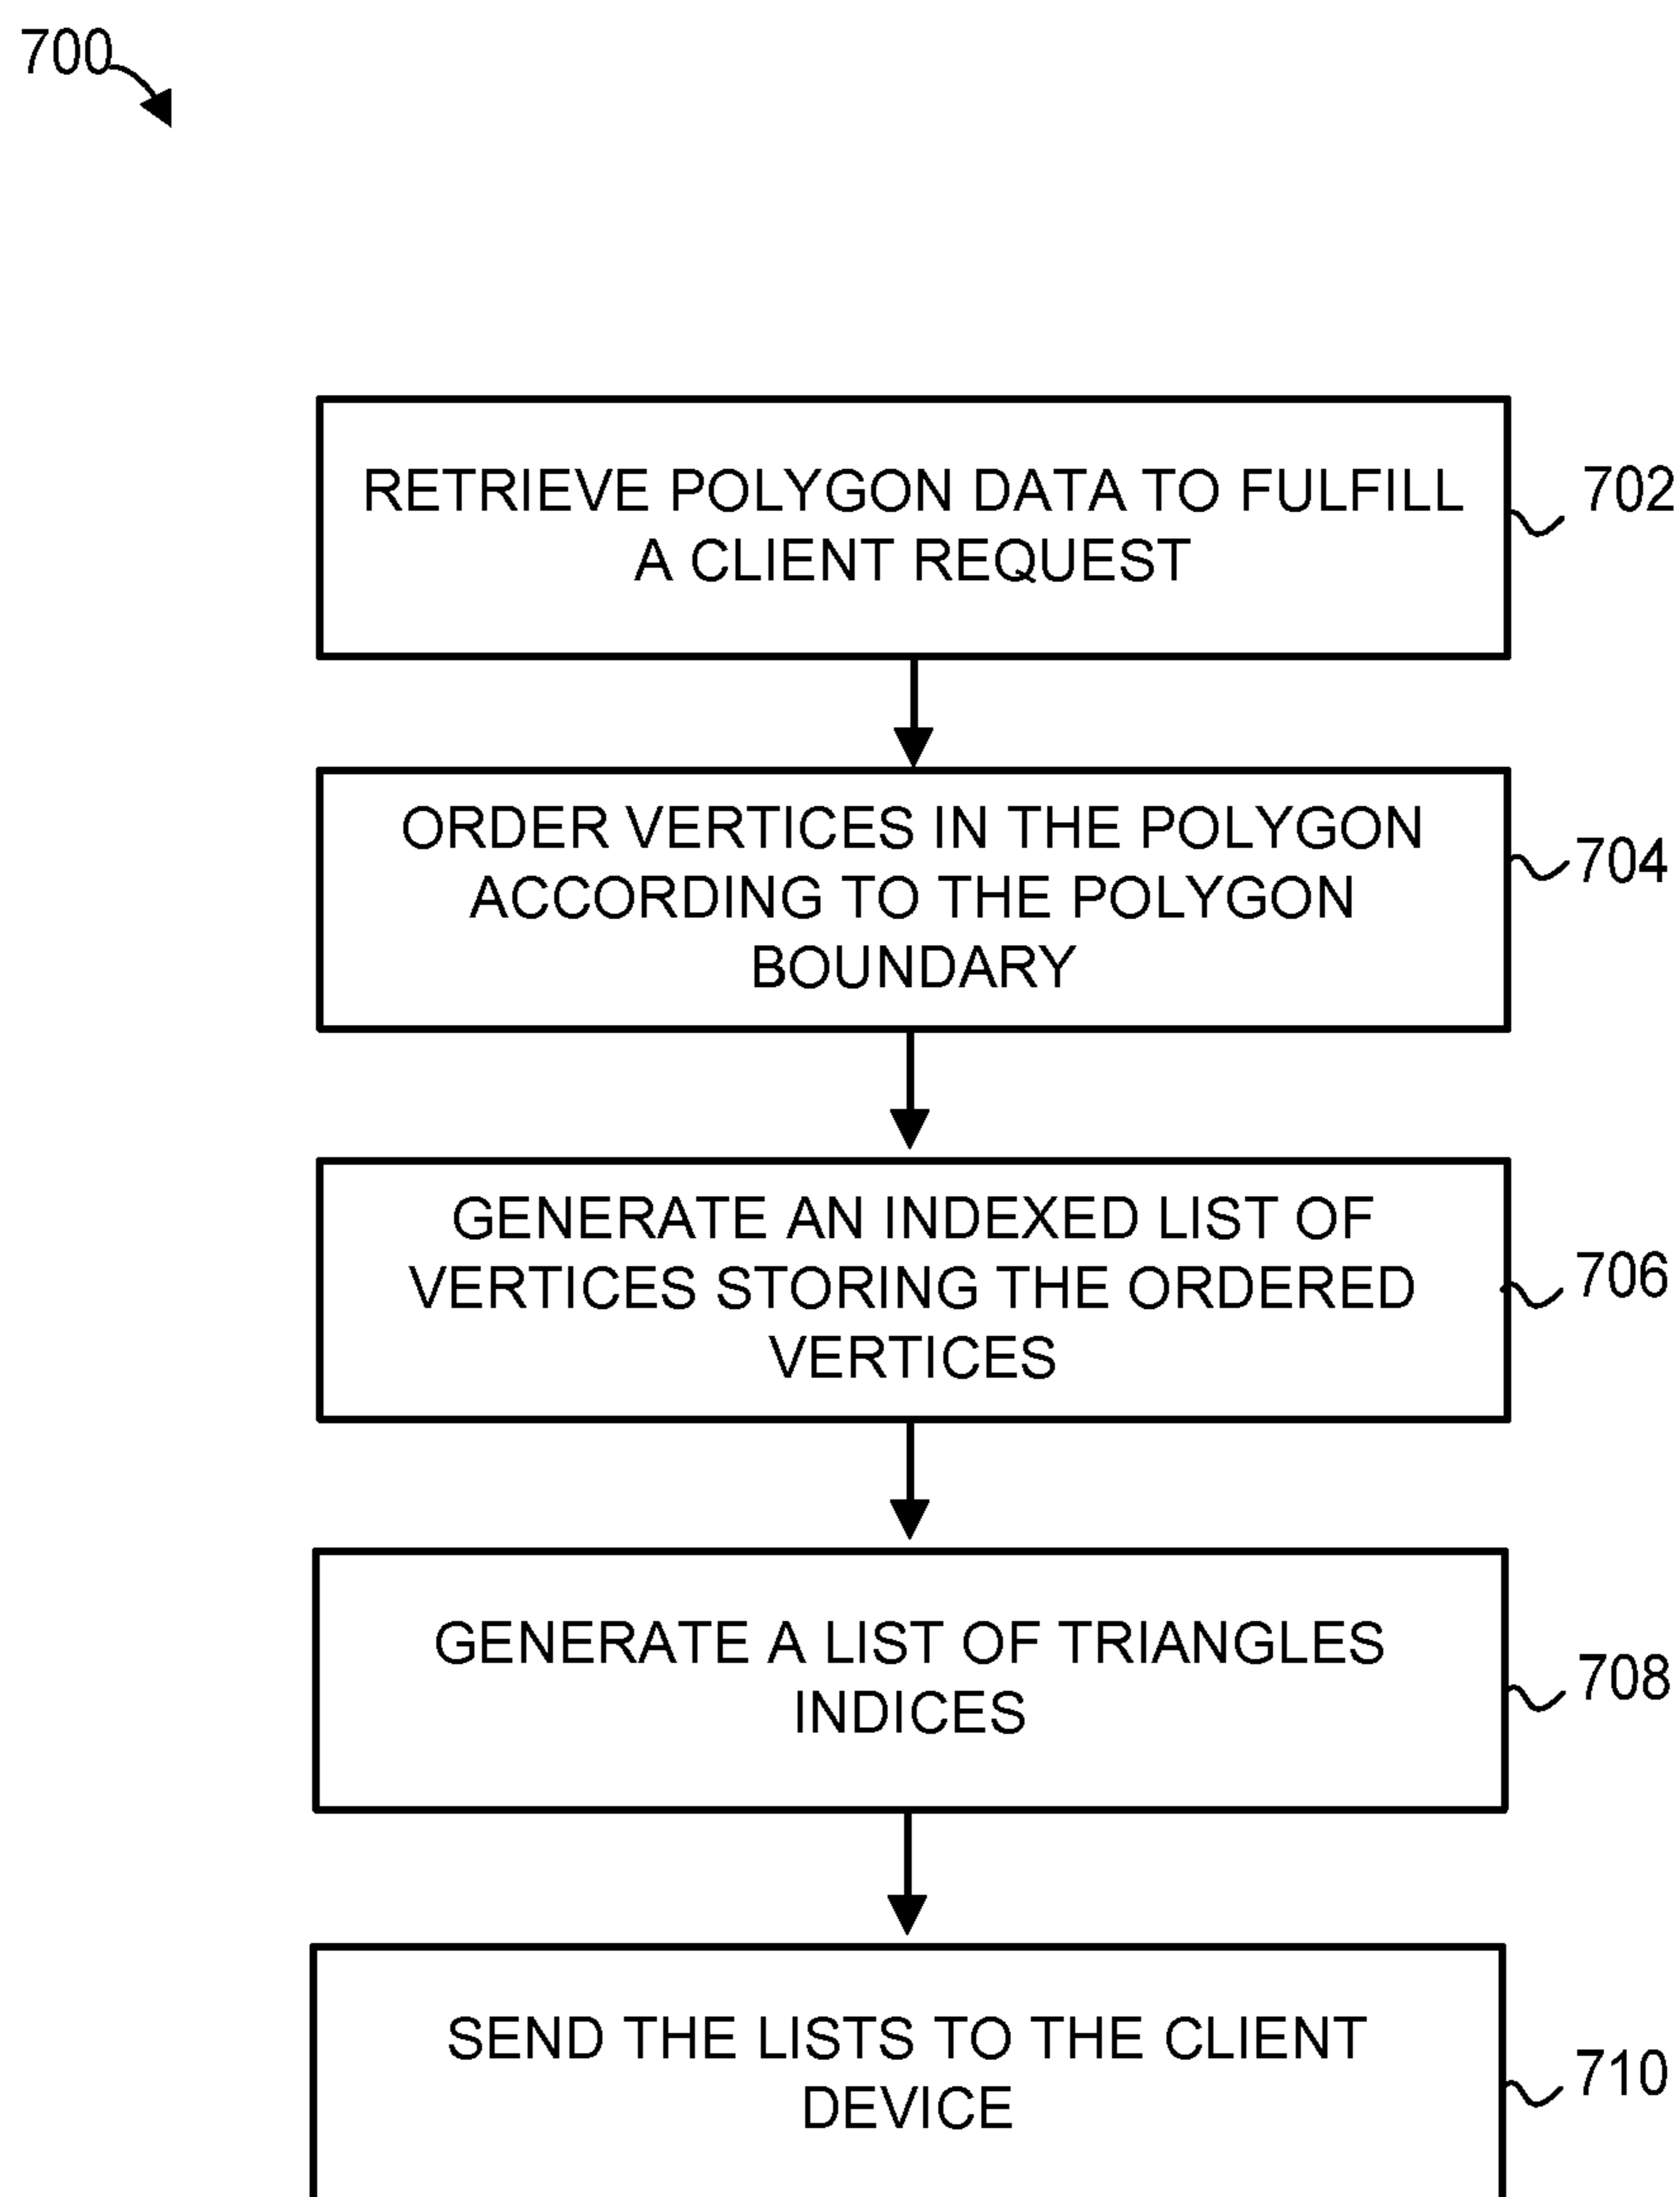 700
RETRIEVE POLYGON DATA TO FULFILL
A CLIENT REQUEST
702
ORDER VERTICES IN THE POLYGON
ACCORDING TO THE POLYGON
BOUNDARY
704
GENERATE AN INDEXED LIST OF
VERTICES STORING THE ORDERED
VERTICES
706
GENERATE A LIST OF TRIANGLES
INDICES
708
SEND THE LISTS TO THE CLIENT
DEVICE
710